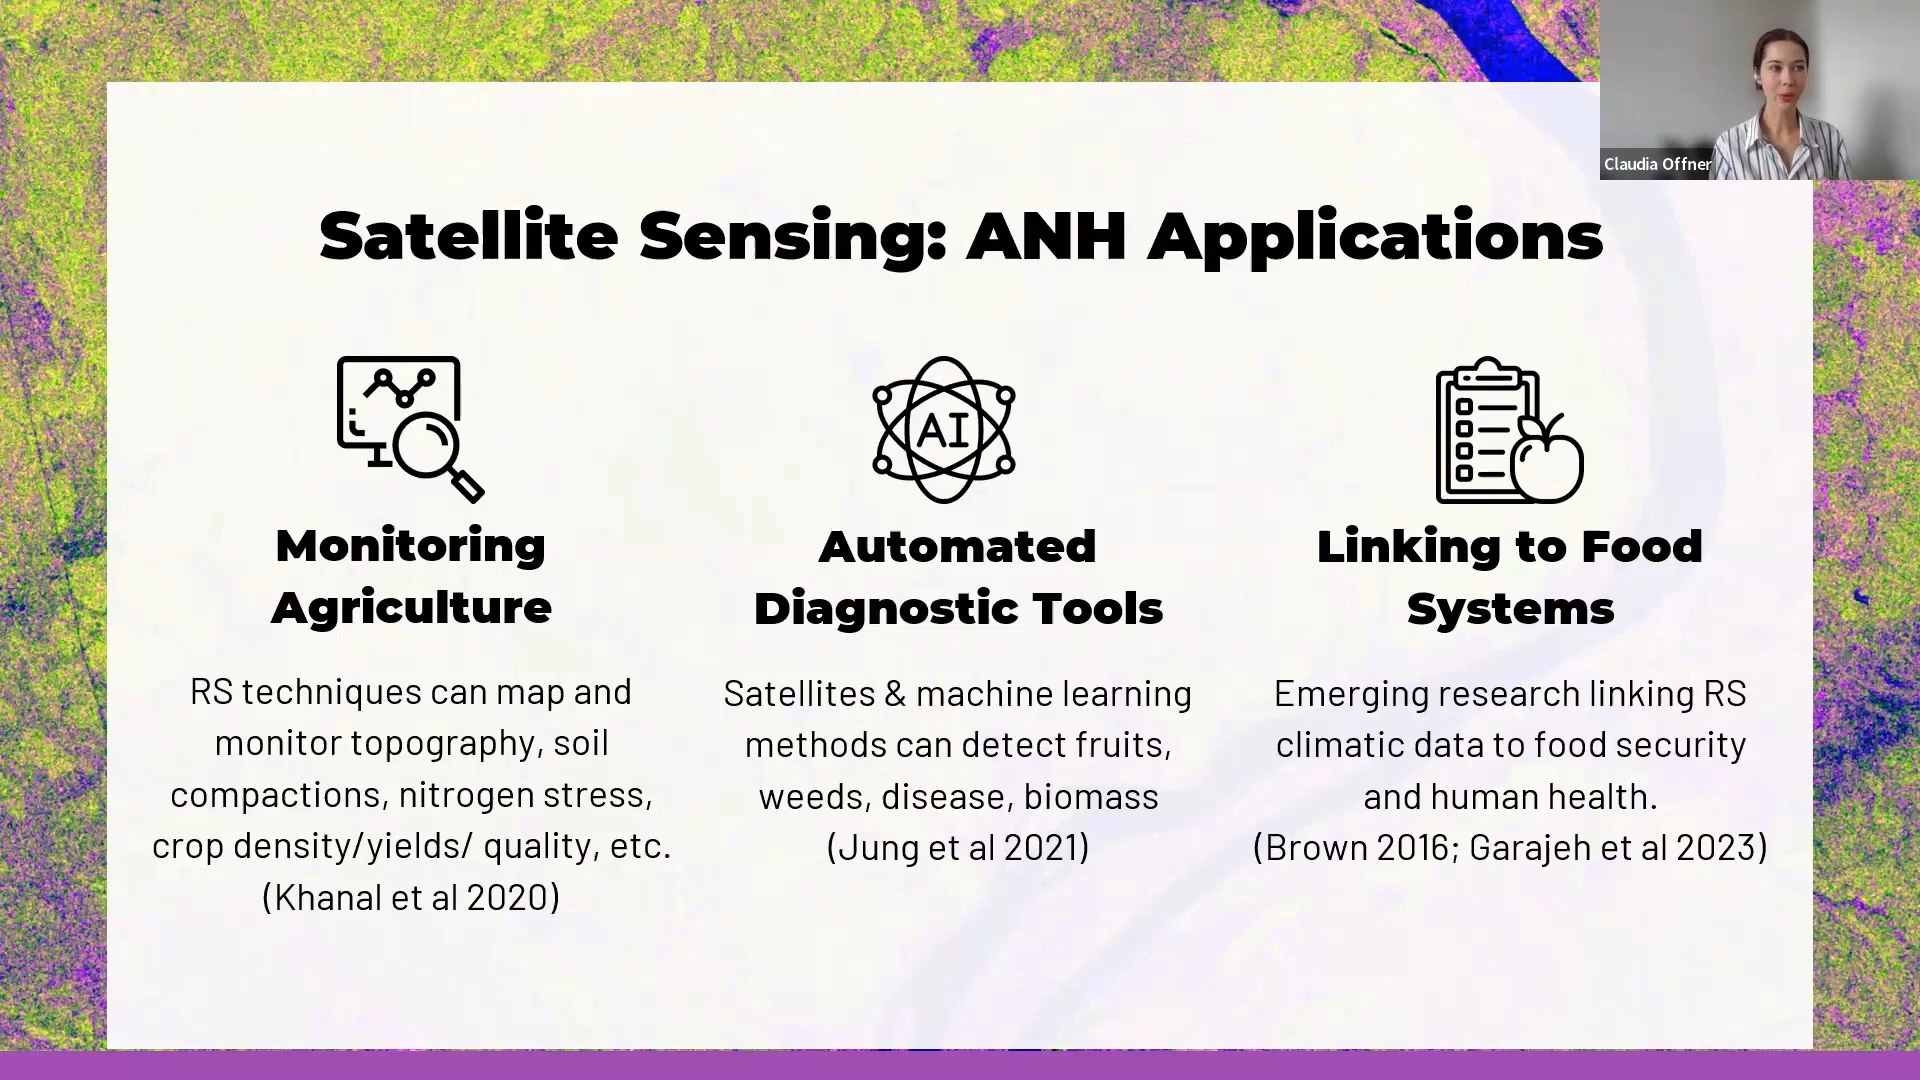 Claudia Offner
Satellite Sensing: ANH Applications
Monitoring
Agriculture
RS techniques can map and
monitor topography, soil
compactions, nitrogen stress,
crop density/yields/ quality, etc.
(Khanal et al 2020)
AI
Automated
Diagnostic Tools
Satellites & machine learning
methods can detect fruits,
weeds, disease, biomass
(Jung et al 2021)
Linking to Food
Systems
Emerging research linking RS
climatic data to food security
and human health.
(Brown 2016; Garajeh et al 2023)